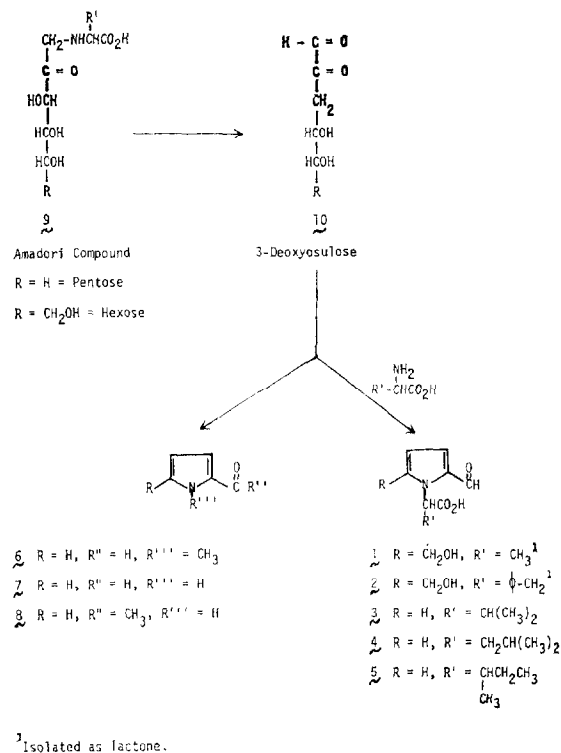 R'
CH2-NHCHCO2H
C = O
HOCH
HCOH
HCOH
R
9
Amadori Compound
R = H = Pentose
R = CH2OH = Hexose
H - C = O
C = O
CH2
HCOH
HCOH
R
10
3-Deoxyosulose
NH2
R'-CHCO2H
R N C R''
O
R'''
R N CH
O
CHCO2H
R'
6 R = H, R" = H, R''' = CH3
7 R = H, R" = H, R''' = H
8 R = H, R" = CH3, R''' = H
1 R = CH2OH, R' = CH3 1
2 R = CH2OH, R' = ϕ-CH2 1
3 R = H, R' = CH(CH3)2
4 R = H, R' = CH2CH(CH3)2
5 R = H, R' = CHCH2CH3
CH3
1 Isolated as lactone.